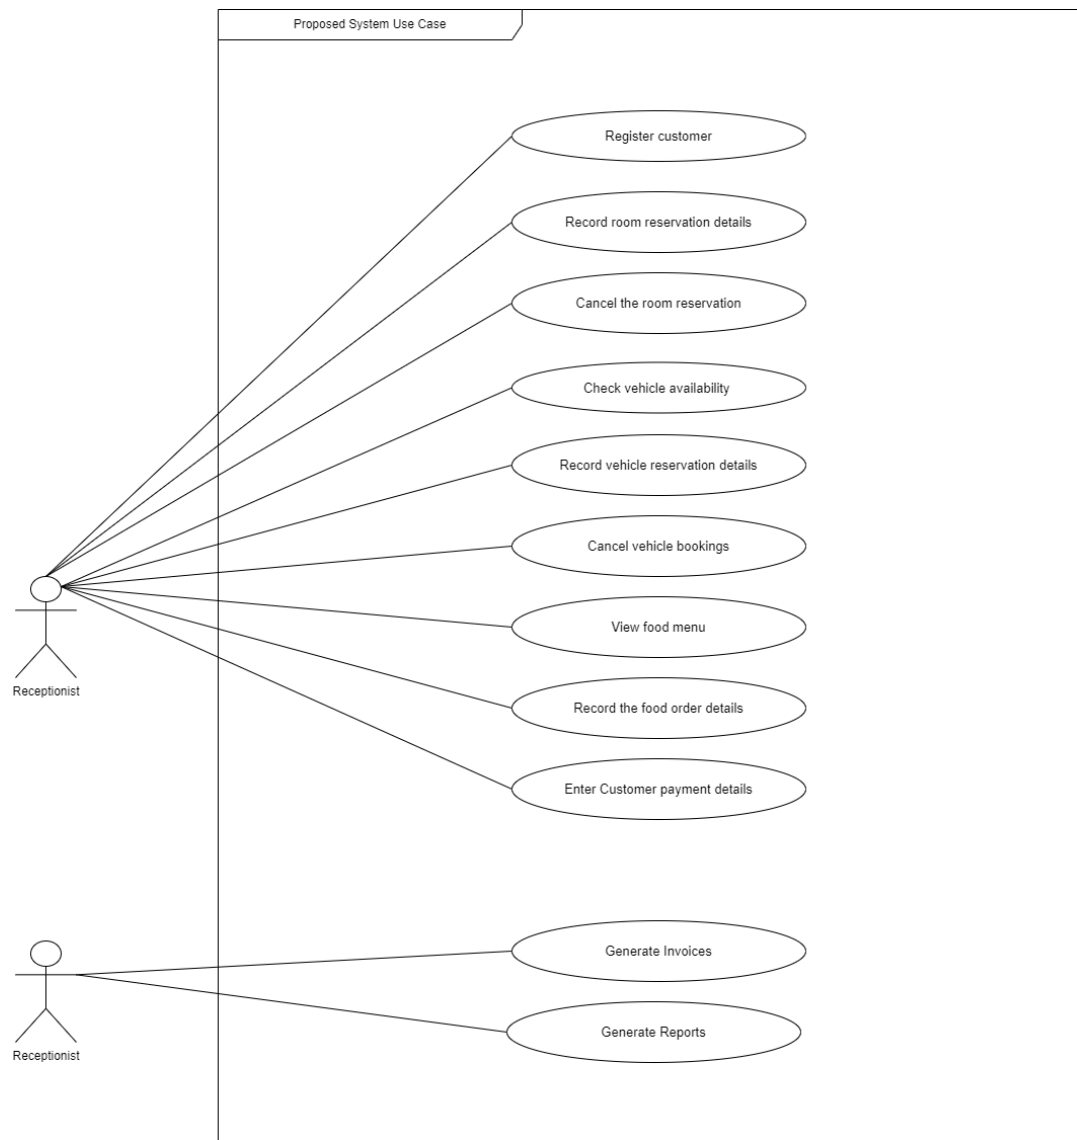 Proposed System Use Case
Register customer
Record room reservation details
Cancel the room reservation
Check vehicle availability
Record vehicle reservation details
Cancel vehicle bookings
View food menu
Receptionist
Record the food order details
Enter Customer payment details
Generate Invoices
Generate Reports
Receptionist